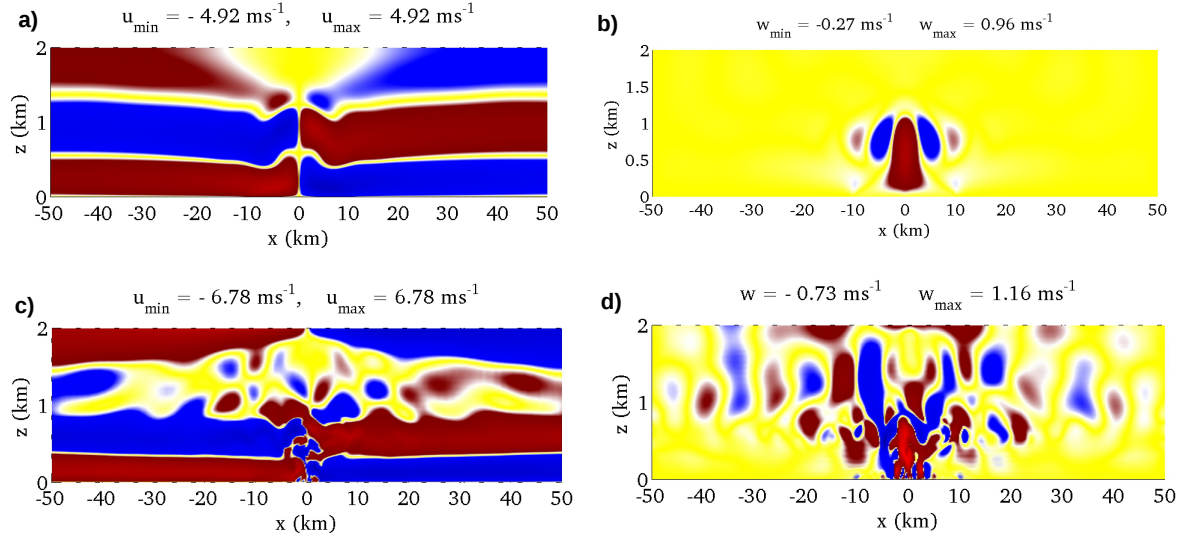 a)
u_min = - 4.92 ms^-1, u_max = 4.92 ms^-1
2
1
0
z (km)
-50 -40 -30 -20 -10 0 10 20 30 40 50
x (km)
b)
w_min = -0.27 ms^-1 w_max = 0.96 ms^-1
2
1.5
1
0.5
0
z (km)
-50 -40 -30 -20 -10 0 10 20 30 40 50
x (km)
c)
u_min = - 6.78 ms^-1, u_max = 6.78 ms^-1
2
1
0
z (km)
-50 -40 -30 -20 -10 0 10 20 30 40 50
x (km)
d)
w = - 0.73 ms^-1 w_max = 1.16 ms^-1
2
1
0
z (km)
-50 -40 -30 -20 -10 0 10 20 30 40 50
x (km)